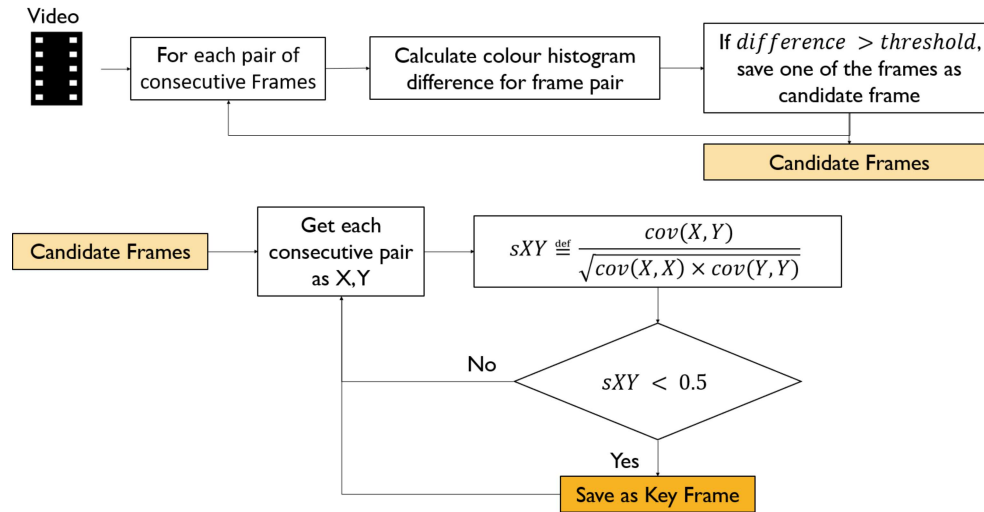 Video
For each pair of
consecutive Frames
Calculate colour histogram
difference for frame pair
If difference > threshold,
save one of the frames as
candidate frame
Candidate Frames
Candidate Frames
Get each
consecutive pair
as X,Y
sXY ≝ cov(X,Y) / √cov(X,X) × cov(Y,Y)
No
sXY < 0.5
Yes
Save as Key Frame